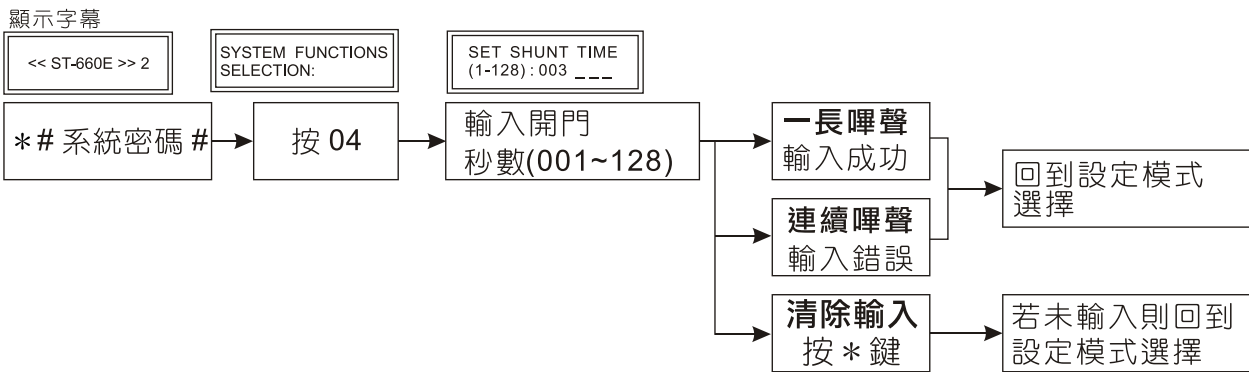 顯示字幕
<< ST-660E >> 2
SYSTEM FUNCTIONS
SELECTION:
SET SHUNT TIME
(1-128) : 003 _ _ _
*# 系統密碼 #
按 04
輸入開門
秒數(001~128)
一長嗶聲
輸入成功
連續嗶聲
輸入錯誤
回到設定模式
選擇
清除輸入
按 * 鍵
若未輸入則回到
設定模式選擇